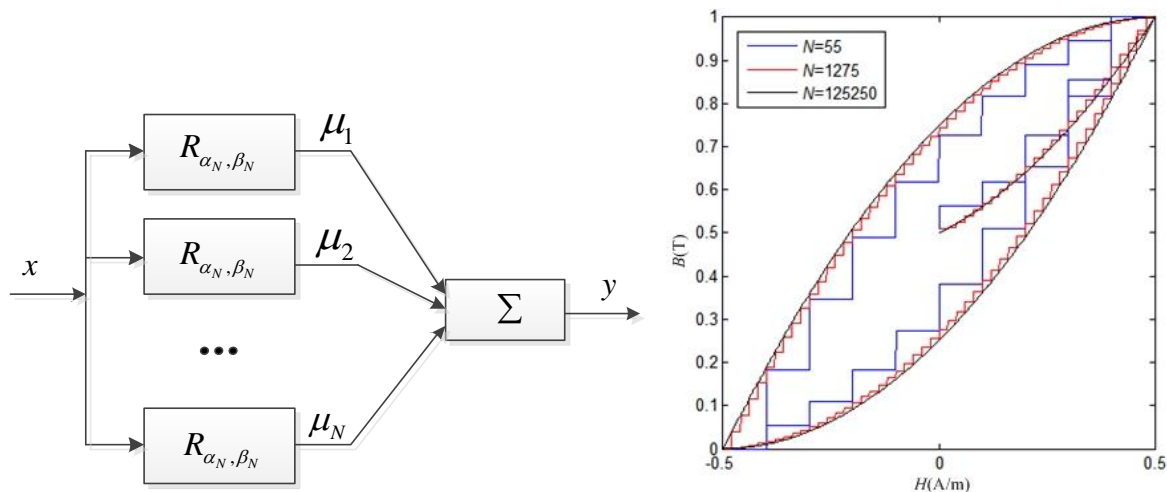 x
R_{α_N, β_N}
μ_1
R_{α_N, β_N}
μ_2
•••
R_{α_N, β_N}
μ_N
Σ
y
N=55
N=1275
N=125250
B(T)
1
0.9
0.8
0.7
0.6
0.5
0.4
0.3
0.2
0.1
0
-0.5
0
0.5
H(A/m)